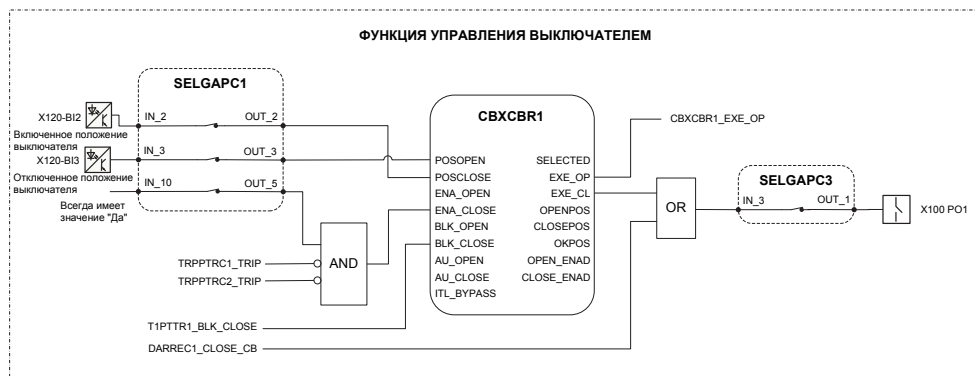 ФУНКЦИЯ УПРАВЛЕНИЯ ВЫКЛЮЧАТЕЛЕМ
SELGAPC1
X120-BI2
IN_2
OUT_2
Включенное положение
выключателя
X120-BI3
IN_3
OUT_3
Отключенное положение
выключателя
IN_10
OUT_5
Всегда имеет
значение "Да"
AND
TRPPTRC1_TRIP
TRPPTRC2_TRIP
T1PTTR1_BLK_CLOSE
DARREC1_CLOSE_CB
CBXCBR1
POSOPEN
SELECTED
POSCLOSE
EXE_OP
ENA_OPEN
EXE_CL
ENA_CLOSE
OPENPOS
BLK_OPEN
CLOSEPOS
BLK_CLOSE
OKPOS
AU_OPEN
OPEN_ENAD
AU_CLOSE
CLOSE_ENAD
ITL_BYPASS
CBXCBR1_EXE_OP
OR
SELGAPC3
IN_3
OUT_1
X100 PO1